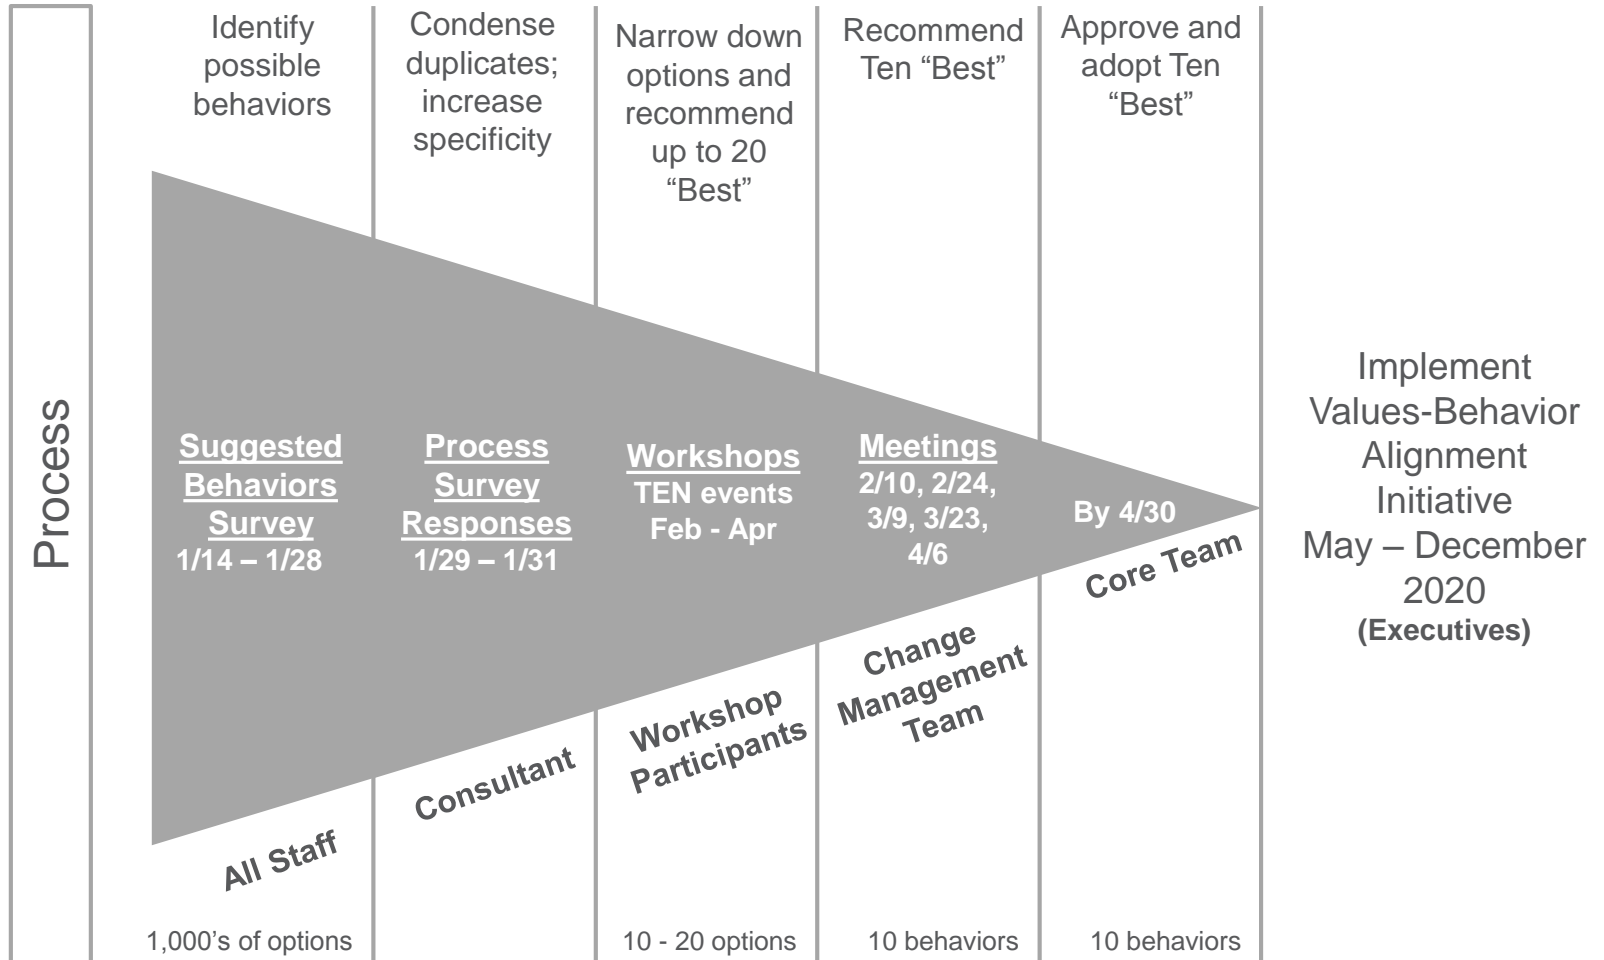 Process
Identify
possible
behaviors
Condense
duplicates;
increase
specificity
Narrow down
options and
recommend
up to 20
“Best”
Recommend
Ten “Best”
Approve and
adopt Ten
“Best”
Suggested
Behaviors
Survey
1/14 – 1/28
Process
Survey
Responses
1/29 – 1/31
Workshops
TEN events
Feb - Apr
Meetings
2/10, 2/24,
3/9, 3/23,
4/6
By 4/30
All Staff
Consultant
Workshop
Participants
Change
Management
Team
Core Team
1,000’s of options
10 - 20 options
10 behaviors
10 behaviors
Implement
Values-Behavior
Alignment
Initiative
May – December
2020
(Executives)